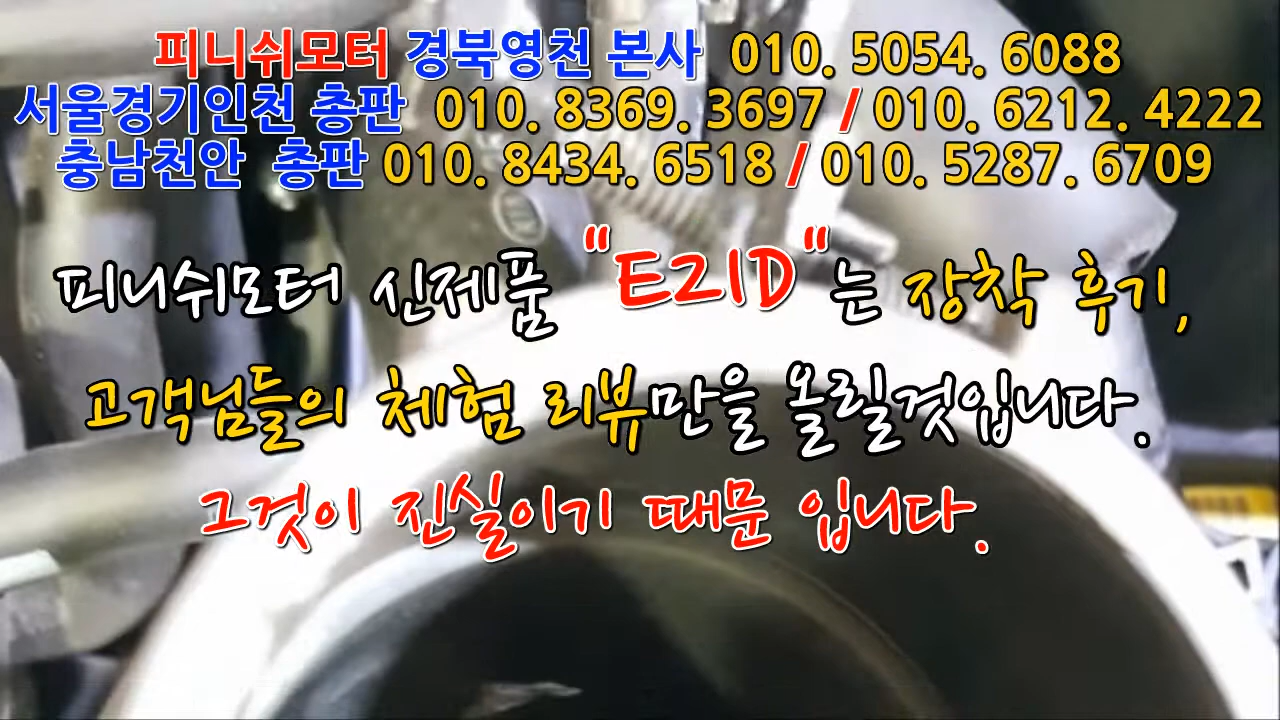 피니쉬모터 경북영천 본사 010. 5054. 6088
서울경기인천 총판 010. 8369. 3697 / 010. 6212. 4222
충남천안 총판 010. 8434. 6518 / 010. 5287. 6709
피니쉬모터 신제품 "E21D"는 장착 후기,
고객님들의 체험 리뷰만을 올릴것입니다.
그것이 진실이기 때문 입니다.